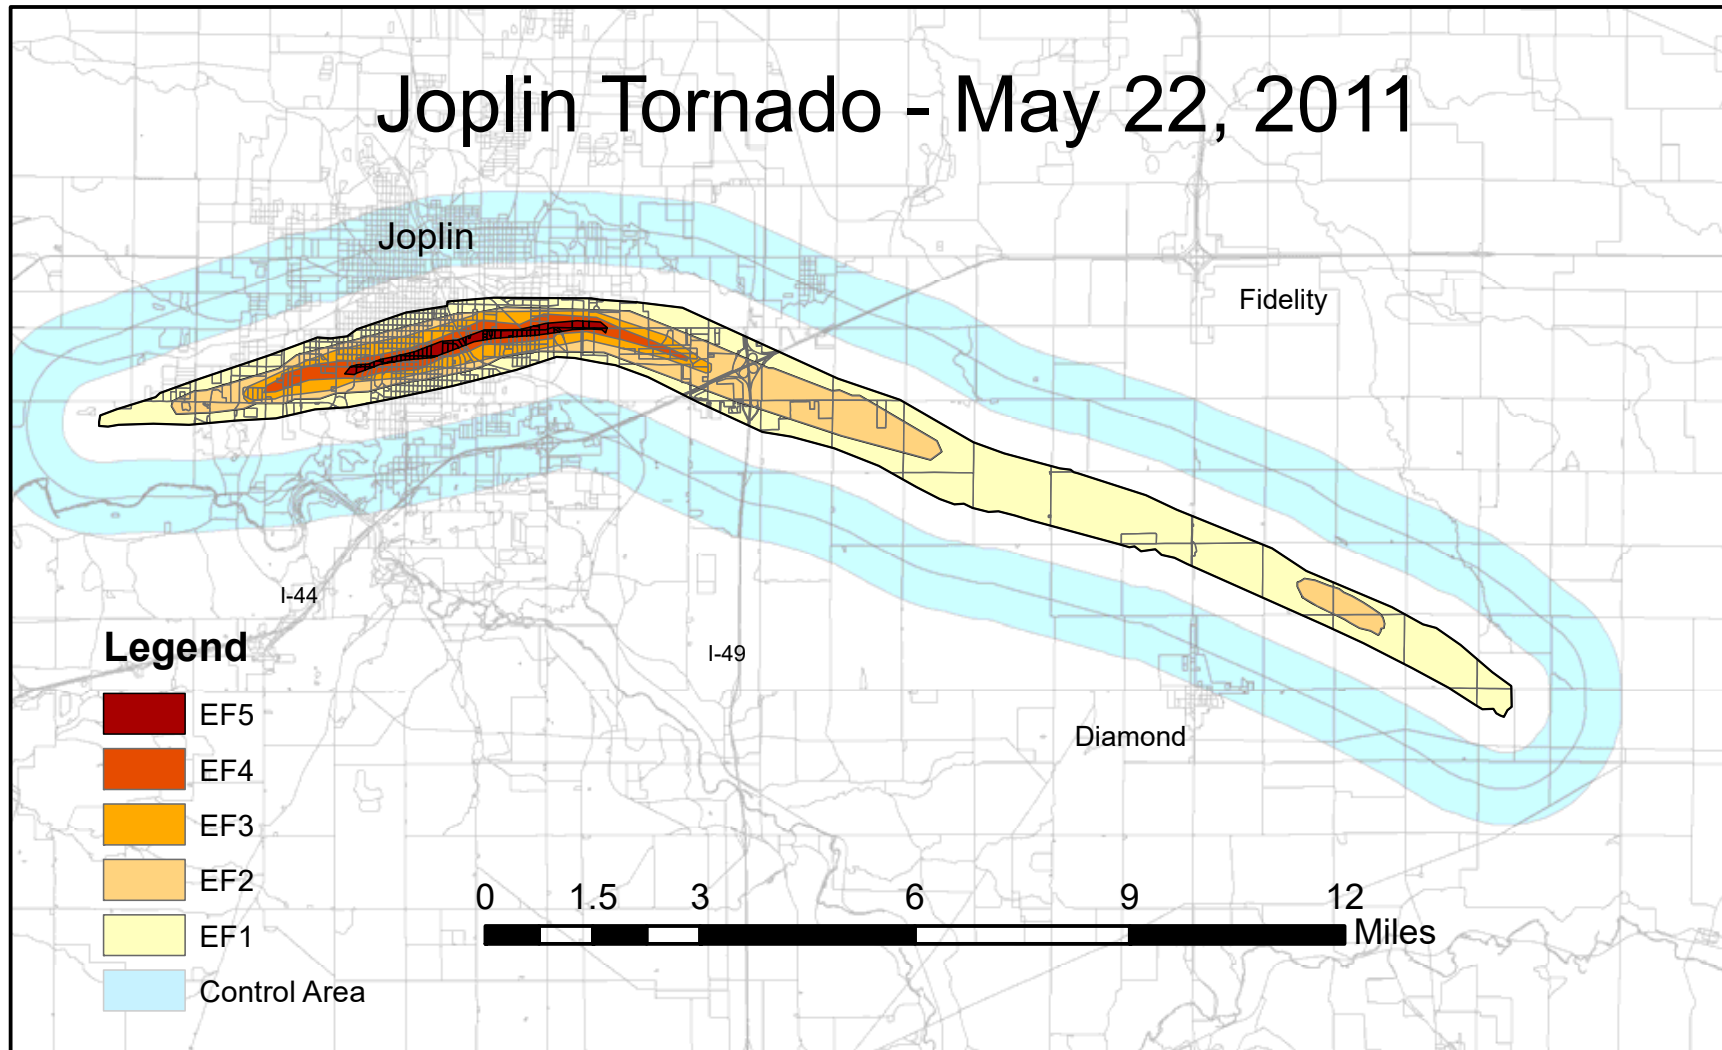 Joplin Tornado - May 22, 2011
Joplin
Fidelity
I-44
I-49
Diamond
Legend
EF5
EF4
EF3
EF2
EF1
Control Area
0 1.5 3 6 9 12
Miles